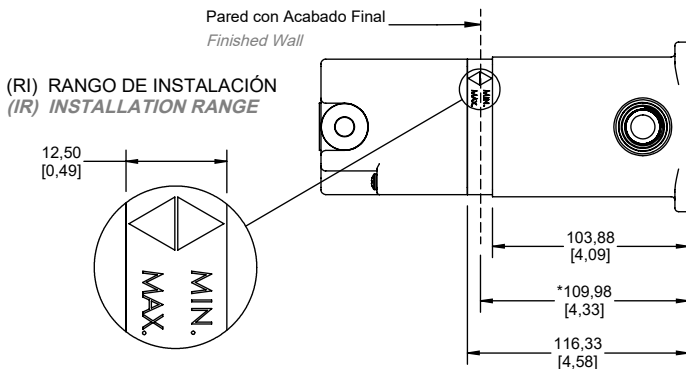 Pared con Acabado Final
Finished Wall
(RI) RANGO DE INSTALACIÓN
(IR) INSTALLATION RANGE
MIN.
MAX.
12,50
[0,49]
MIN.
MAX.
103,88
[4,09]
*109,98
[4,33]
116,33
[4,58]